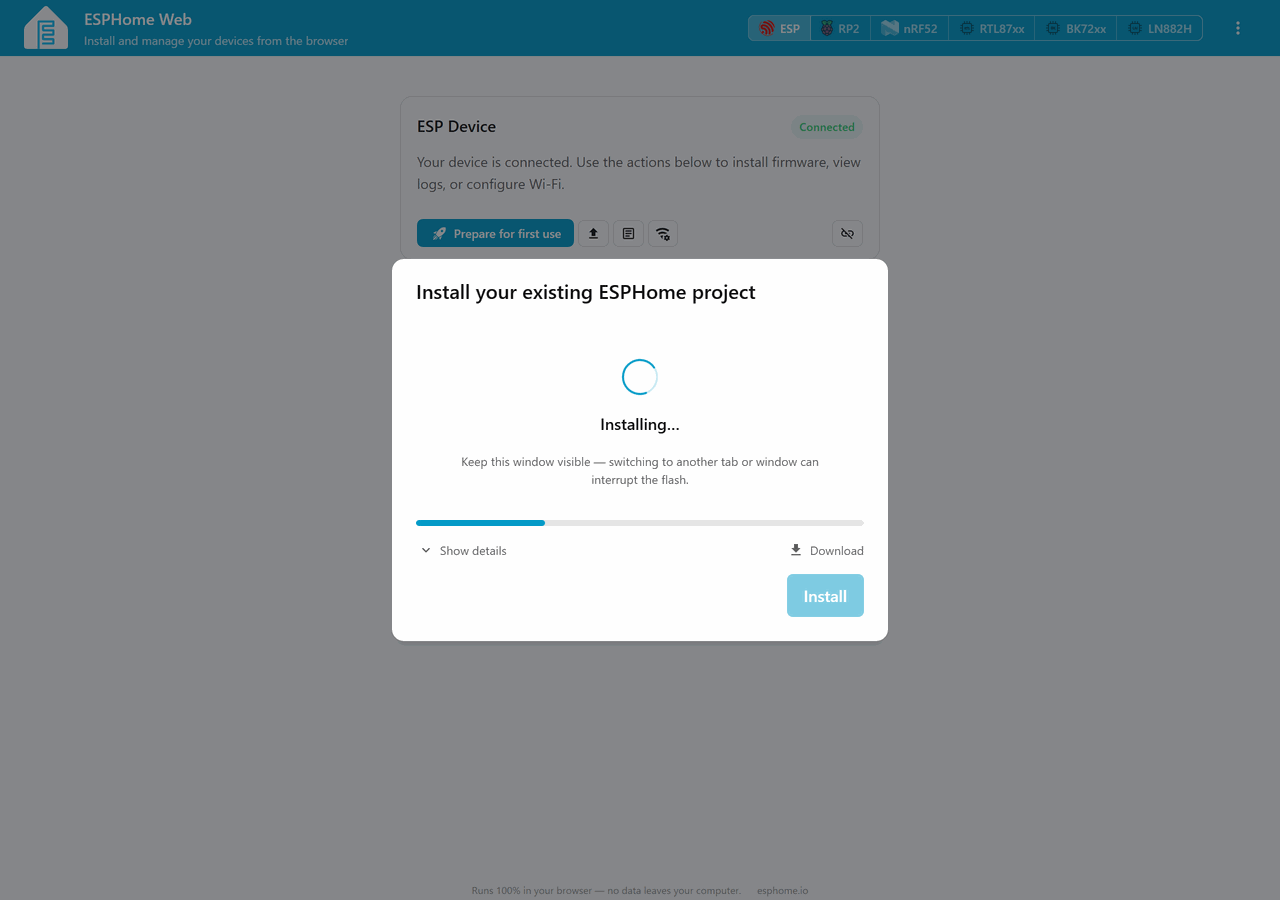 ESPHome Web
Install and manage your devices from the browser
ESP
RP2
nRF52
RTL87xx
BK72xx
LN882H
ESP Device
Connected
Your device is connected. Use the actions below to install firmware, view
logs, or configure Wi-Fi.
Prepare for first use
Install your existing ESPHome project
Installing...
Keep this window visible — switching to another tab or window can
interrupt the flash.
Show details
Download
Install
Runs 100% in your browser — no data leaves your computer.
esphome.io